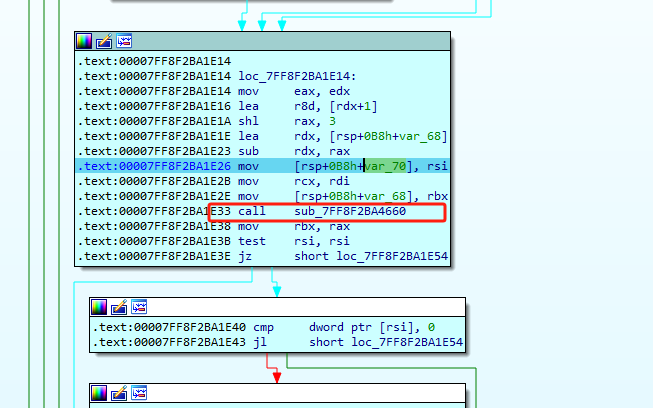 .text:00007FF8F2BA1E14
.text:00007FF8F2BA1E14 loc_7FF8F2BA1E14:
.text:00007FF8F2BA1E14 mov     eax, edx
.text:00007FF8F2BA1E16 lea     r8d, [rdx+1]
.text:00007FF8F2BA1E1A shl     rax, 3
.text:00007FF8F2BA1E1E lea     rdx, [rsp+0B8h+var_68]
.text:00007FF8F2BA1E23 sub     rdx, rax
.text:00007FF8F2BA1E26 mov     [rsp+0B8h+var_70], rsi
.text:00007FF8F2BA1E2B mov     rcx, rdi
.text:00007FF8F2BA1E2E mov     [rsp+0B8h+var_68], rbx
.text:00007FF8F2BA1E33 call    sub_7FF8F2BA4660
.text:00007FF8F2BA1E38 mov     rbx, rax
.text:00007FF8F2BA1E3B test    rsi, rsi
.text:00007FF8F2BA1E3E jz      short loc_7FF8F2BA1E54
.text:00007FF8F2BA1E40 cmp     dword ptr [rsi], 0
.text:00007FF8F2BA1E43 jl      short loc_7FF8F2BA1E54